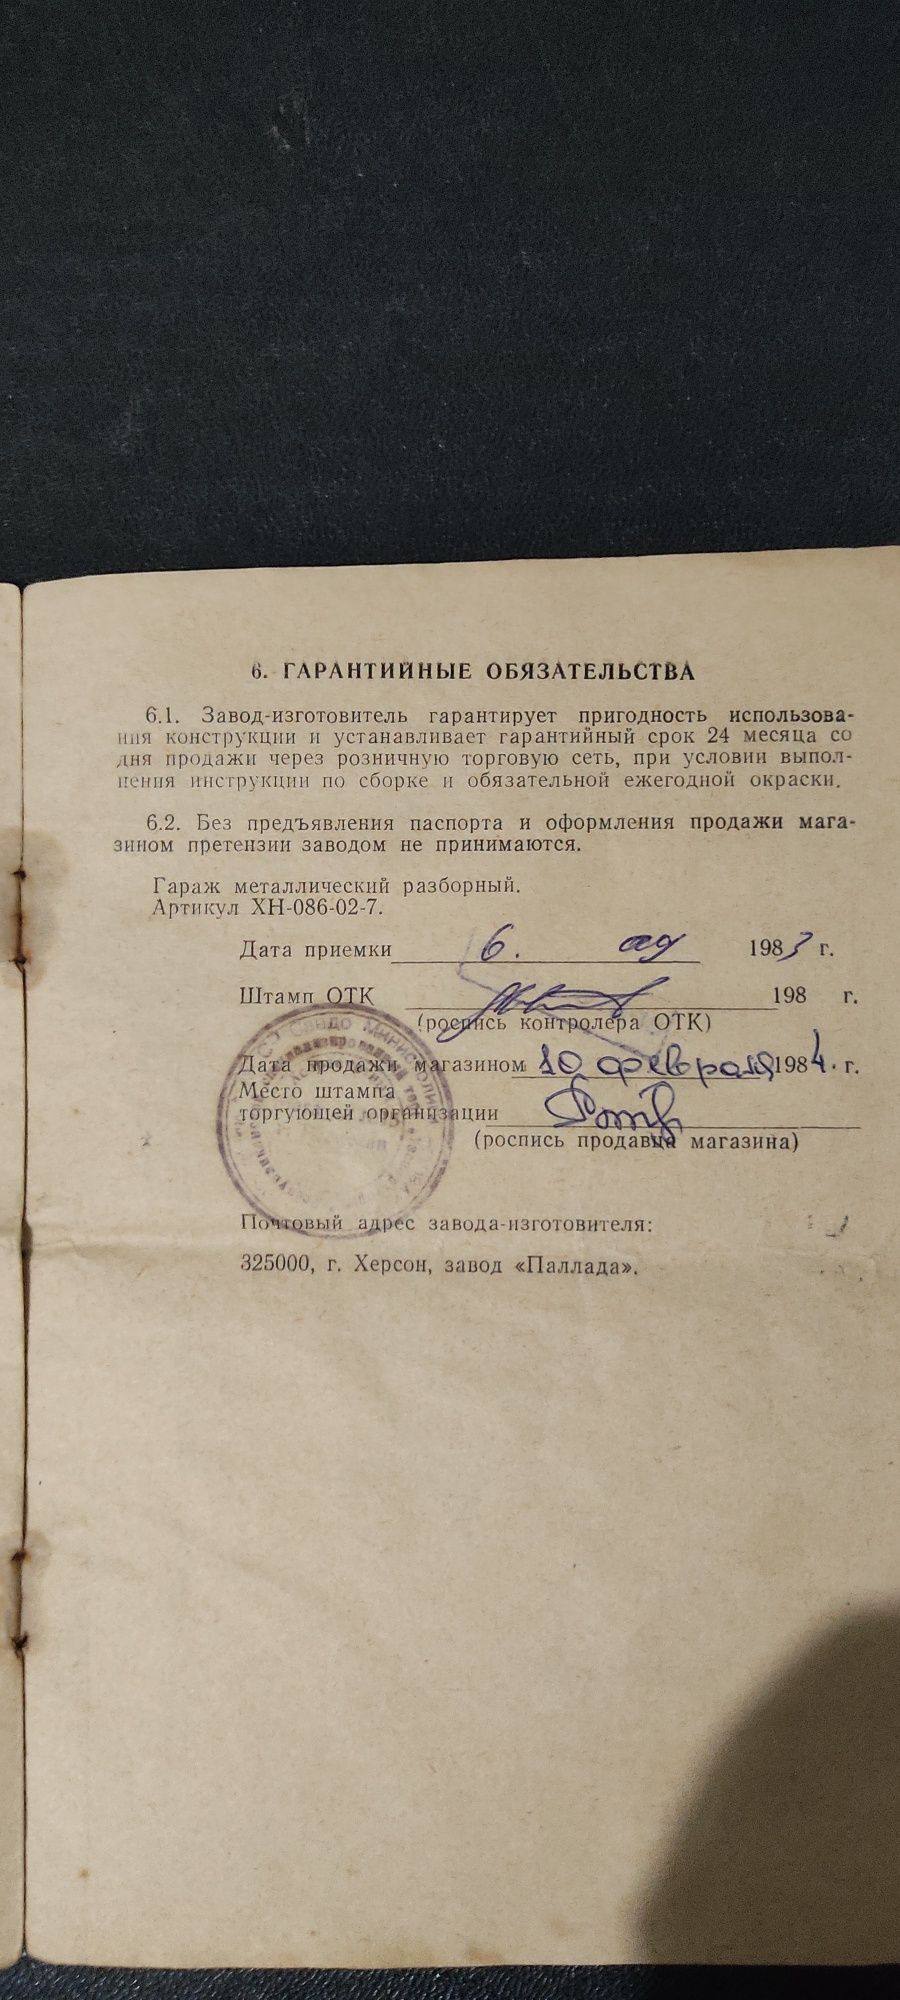 6. ГАРАНТИЙНЫЕ ОБЯЗАТЕЛЬСТВА
6.1. Завод-изготовитель гарантирует пригодность использова-
ния конструкции и устанавливает гарантийный срок 24 месяца со
дня продажи через розничную торговую сеть, при условии выпол-
нения инструкции по сборке и обязательной ежегодной окраски.
6.2. Без предъявления паспорта и оформления продажи мага-
зином претензии заводом не принимаются.
Гараж металлический разборный.
Артикул ХН-086-02-7.
Дата приемки 6. 1983 г.
Штамп ОТК 198 г.
(роспись контролера ОТК)
Дата продажи магазином 10 февраля 1984. г.
Место штампа
торгующей организации
(роспись продавца магазина)
Почтовый адрес завода-изготовителя:
325000, г. Херсон, завод «Паллада».